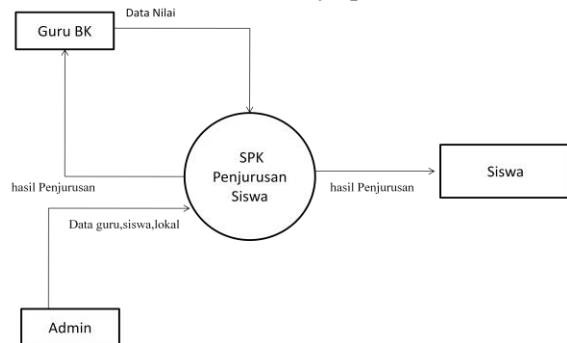 Data Nilai
Guru BK
SPK
Penjurusan
Siswa
Siswa
hasil Penjurusan
hasil Penjurusan
Data guru,siswa,lokal
Admin